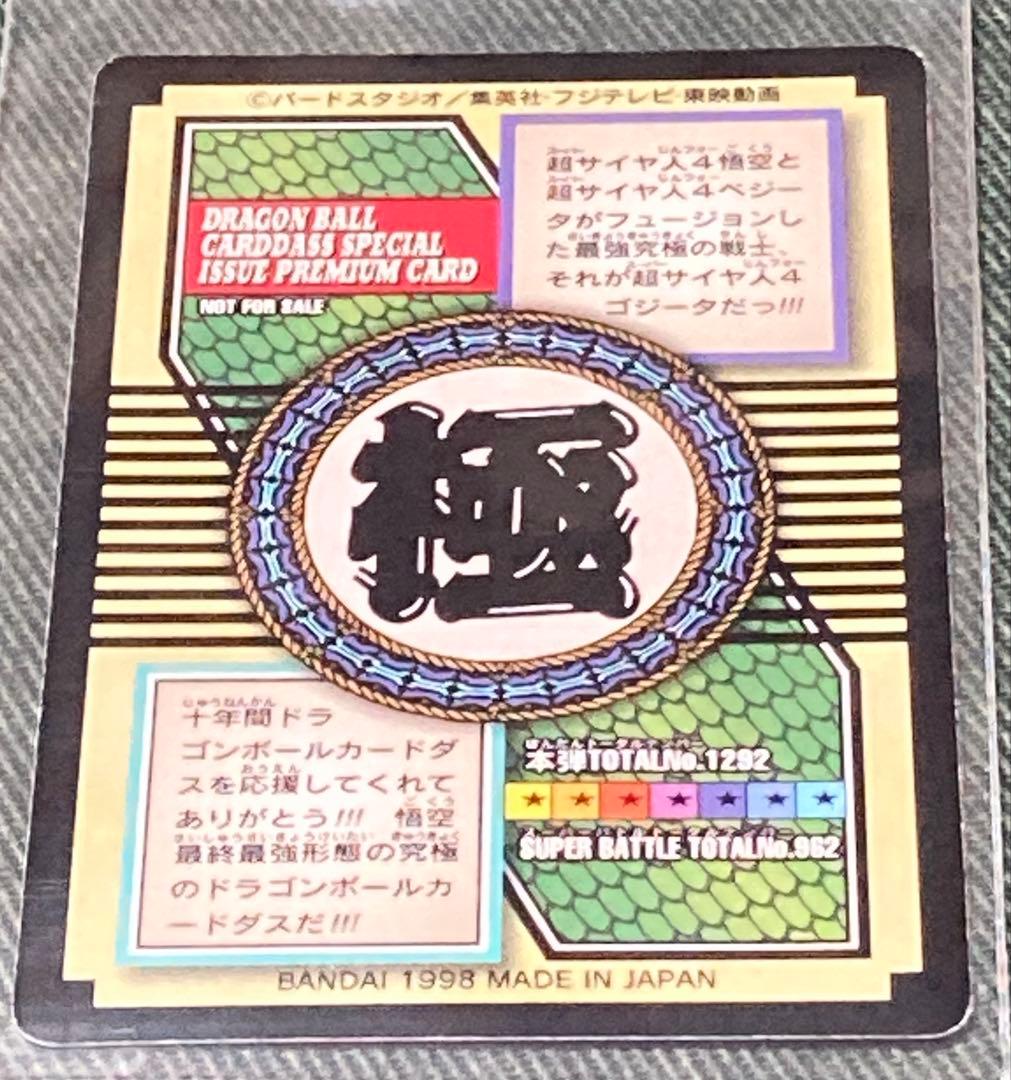 ©バードスタジオ/集英社・フジテレビ・東映動画
DRAGON BALL
CARDDASS SPECIAL
ISSUE PREMIUM CARD
NOT FOR SALE
超サイヤ人4悟空と
超サイヤ人4ベジー
タがフュージョンし
た最強究極の戦士、
それが超サイヤ人4
ゴジータだっ!!!
極
十年間ドラ
ゴンボールカードダ
スを応援してくれて
ありがとう!!! 悟空
最終最強形態の究極
のドラゴンボールカ
ードダスだ!!!
本弾TOTALNo.1292
SUPER BATTLE TOTALNo.962
BANDAI 1998 MADE IN JAPAN